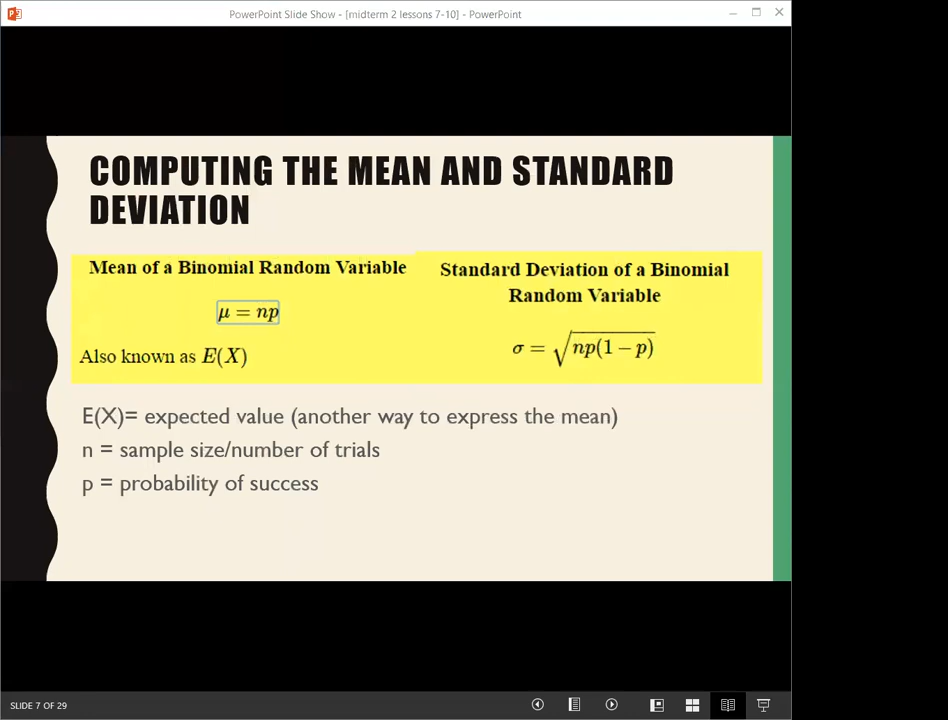 PowerPoint Slide Show - [midterm 2 lessons 7-10] - PowerPoint
COMPUTING THE MEAN AND STANDARD
DEVIATION
Mean of a Binomial Random Variable
μ = np
Also known as E(X)
Standard Deviation of a Binomial
Random Variable
σ = √np(1 − p)
E(X)= expected value (another way to express the mean)
n = sample size/number of trials
p = probability of success
SLIDE 7 OF 29